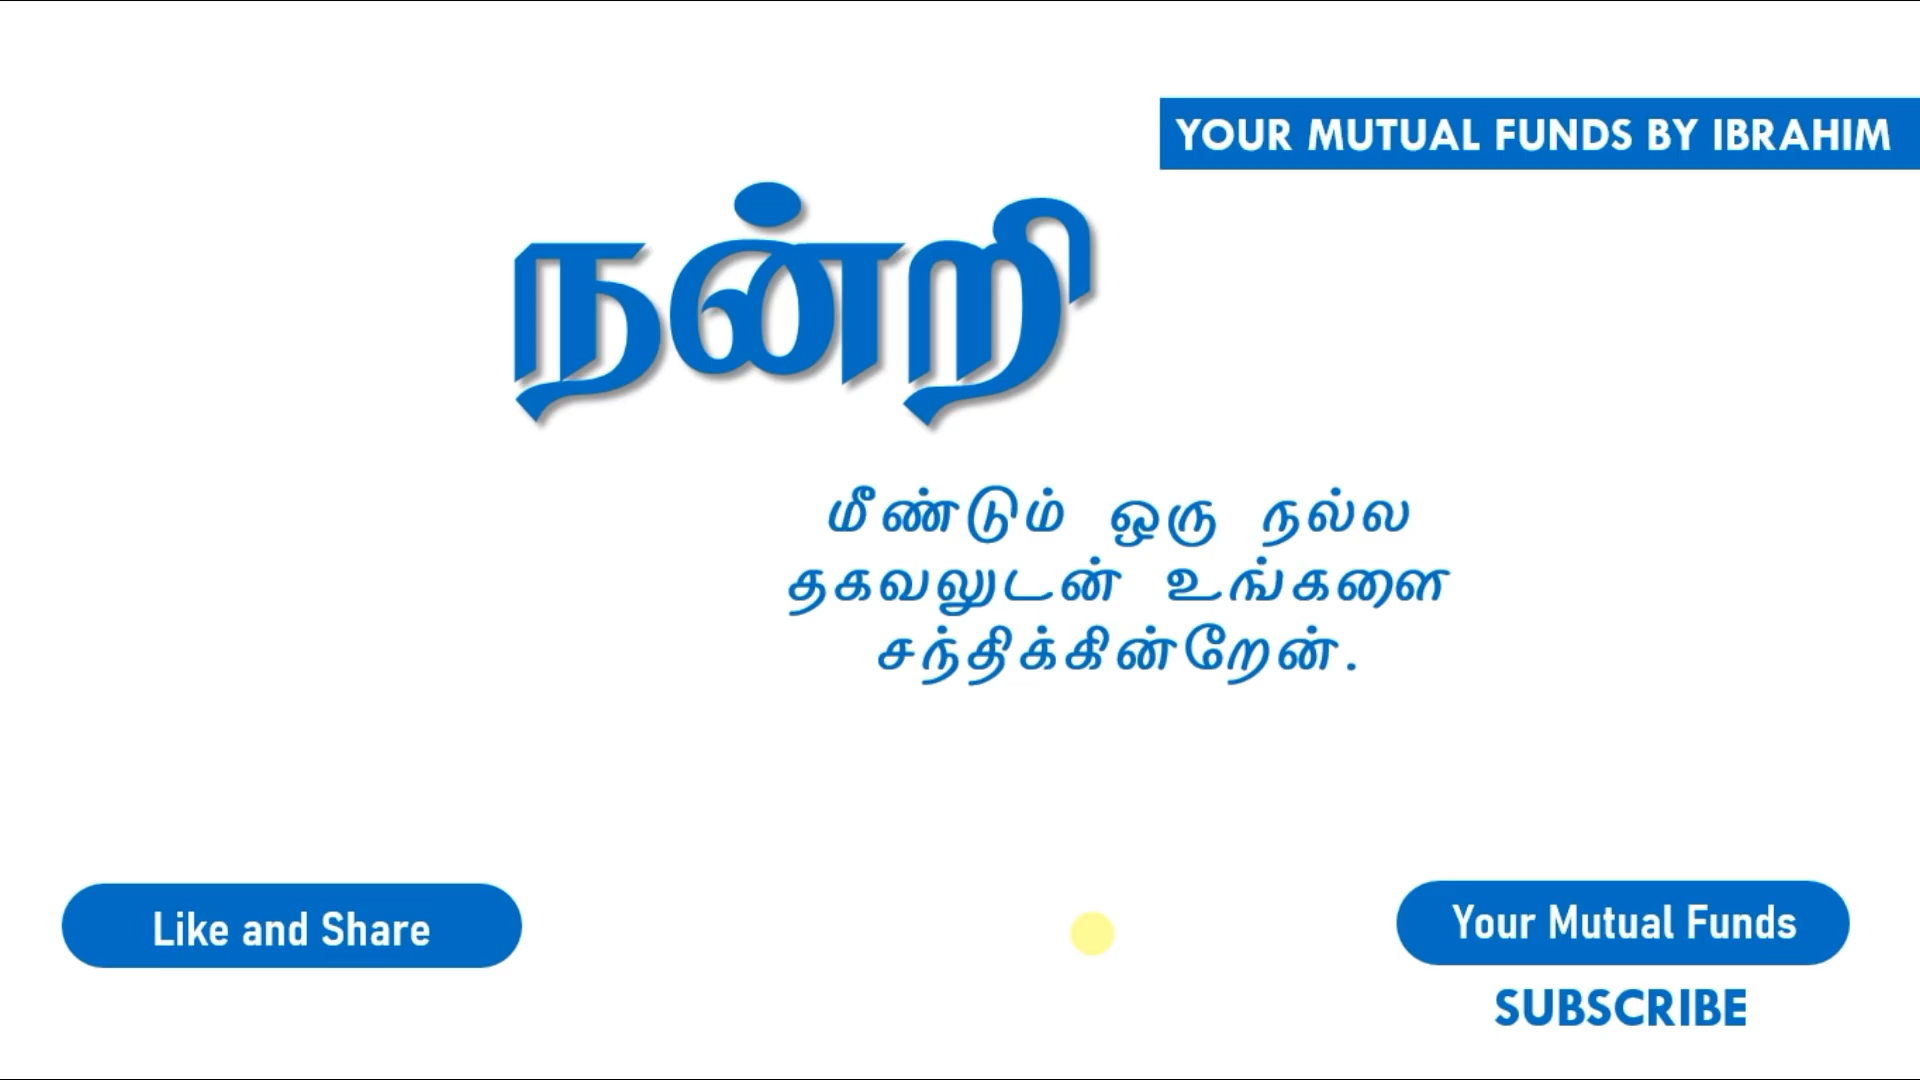 YOUR MUTUAL FUNDS BY IBRAHIM
நன்றி
மீண்டும் ஒரு நல்ல
தகவலுடன் உங்களை
சந்திக்கின்றேன்.
Like and Share
Your Mutual Funds
SUBSCRIBE